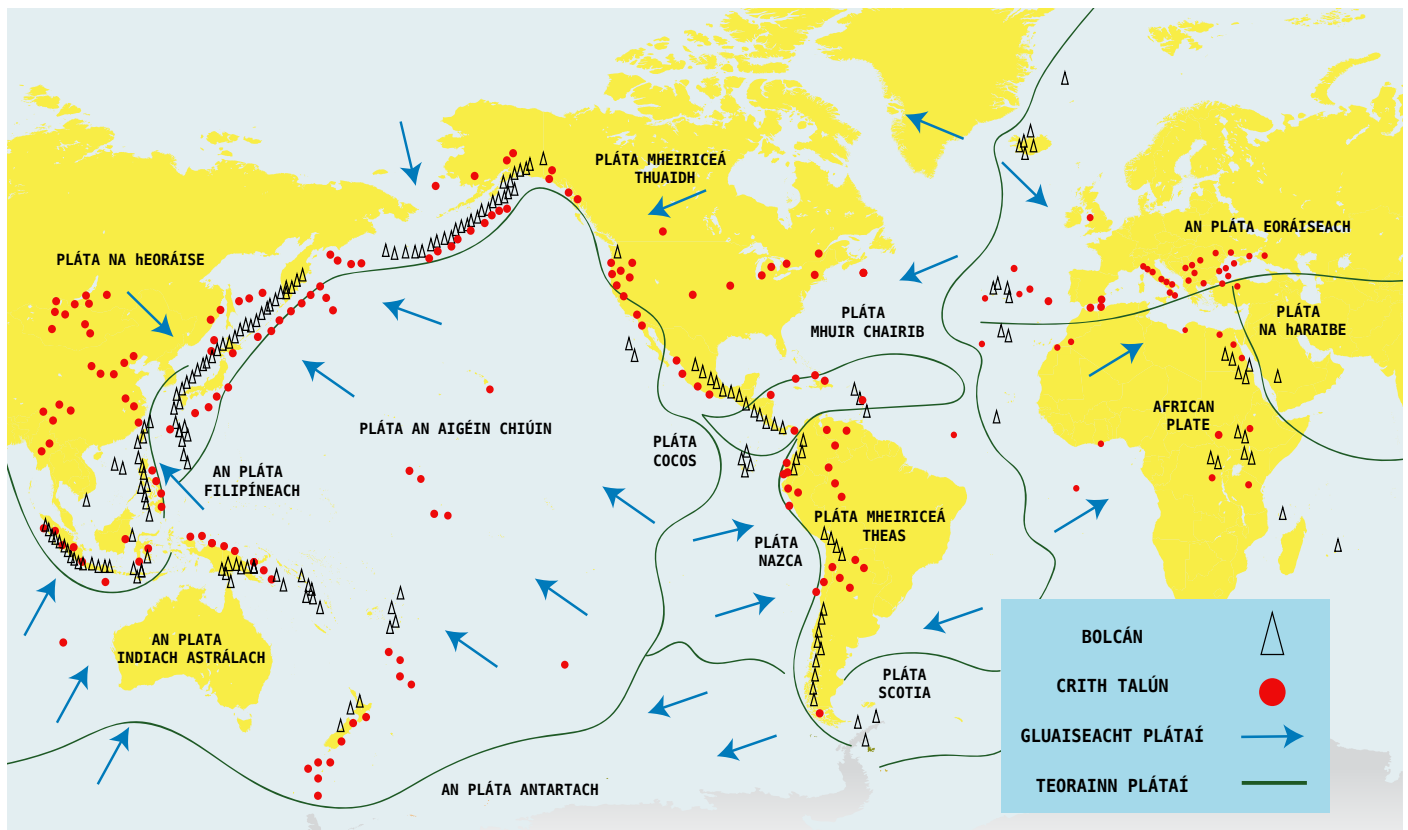 PLÁTA MHEIRICEÁ
THUAIDH
AN PLÁTA EORÁISEACH
PLÁTA NA hEORÁISE
PLÁTA
MHUIR CHAIRIB
PLÁTA
NA hARAIBE
AFRICAN
PLATE
PLÁTA AN AIGÉIN CHIÚIN
PLÁTA
COCOS
AN PLÁTA
FILIPÍNEACH
PLÁTA MHEIRICEÁ
THEAS
PLÁTA
NAZCA
AN PLATA
INDIACH ASTRÁLACH
PLÁTA
SCOTIA
AN PLÁTA ANTARTACH
BOLCÁN
CRITH TALÚN
GLUAISEACHT PLÁTAÍ
TEORAINN PLÁTAÍ